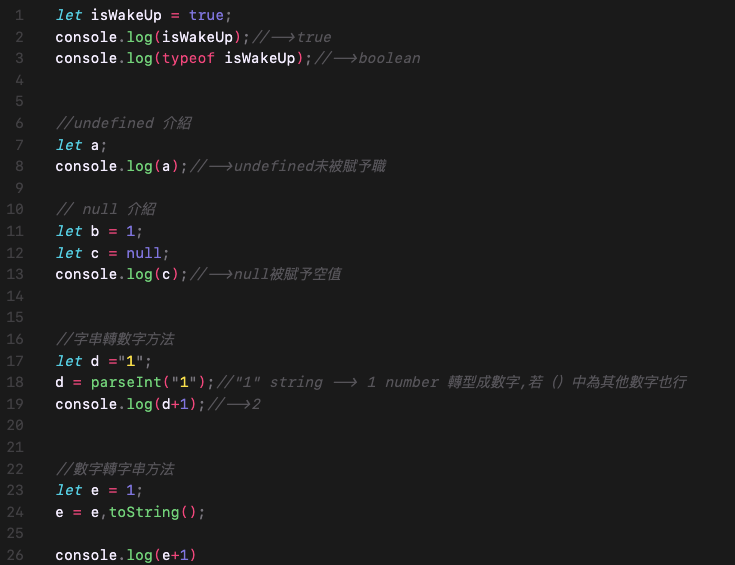 1 let isWakeUp = true;
2 console.log(isWakeUp);//-->true
3 console.log(typeof isWakeUp);//-->boolean
4
5
6 //undefined 介紹
7 let a;
8 console.log(a);//-->undefined未被賦予職
9
10 // null 介紹
11 let b = 1;
12 let c = null;
13 console.log(c);//-->null被賦予空值
14
15
16 //字串轉數字方法
17 let d ="1";
18 d = parseInt("1");//"1" string --> 1 number 轉型成數字,若（）中為其他數字也行
19 console.log(d+1);//-->2
20
21
22 //數字轉字串方法
23 let e = 1;
24 e = e,toString();
25
26 console.log(e+1)